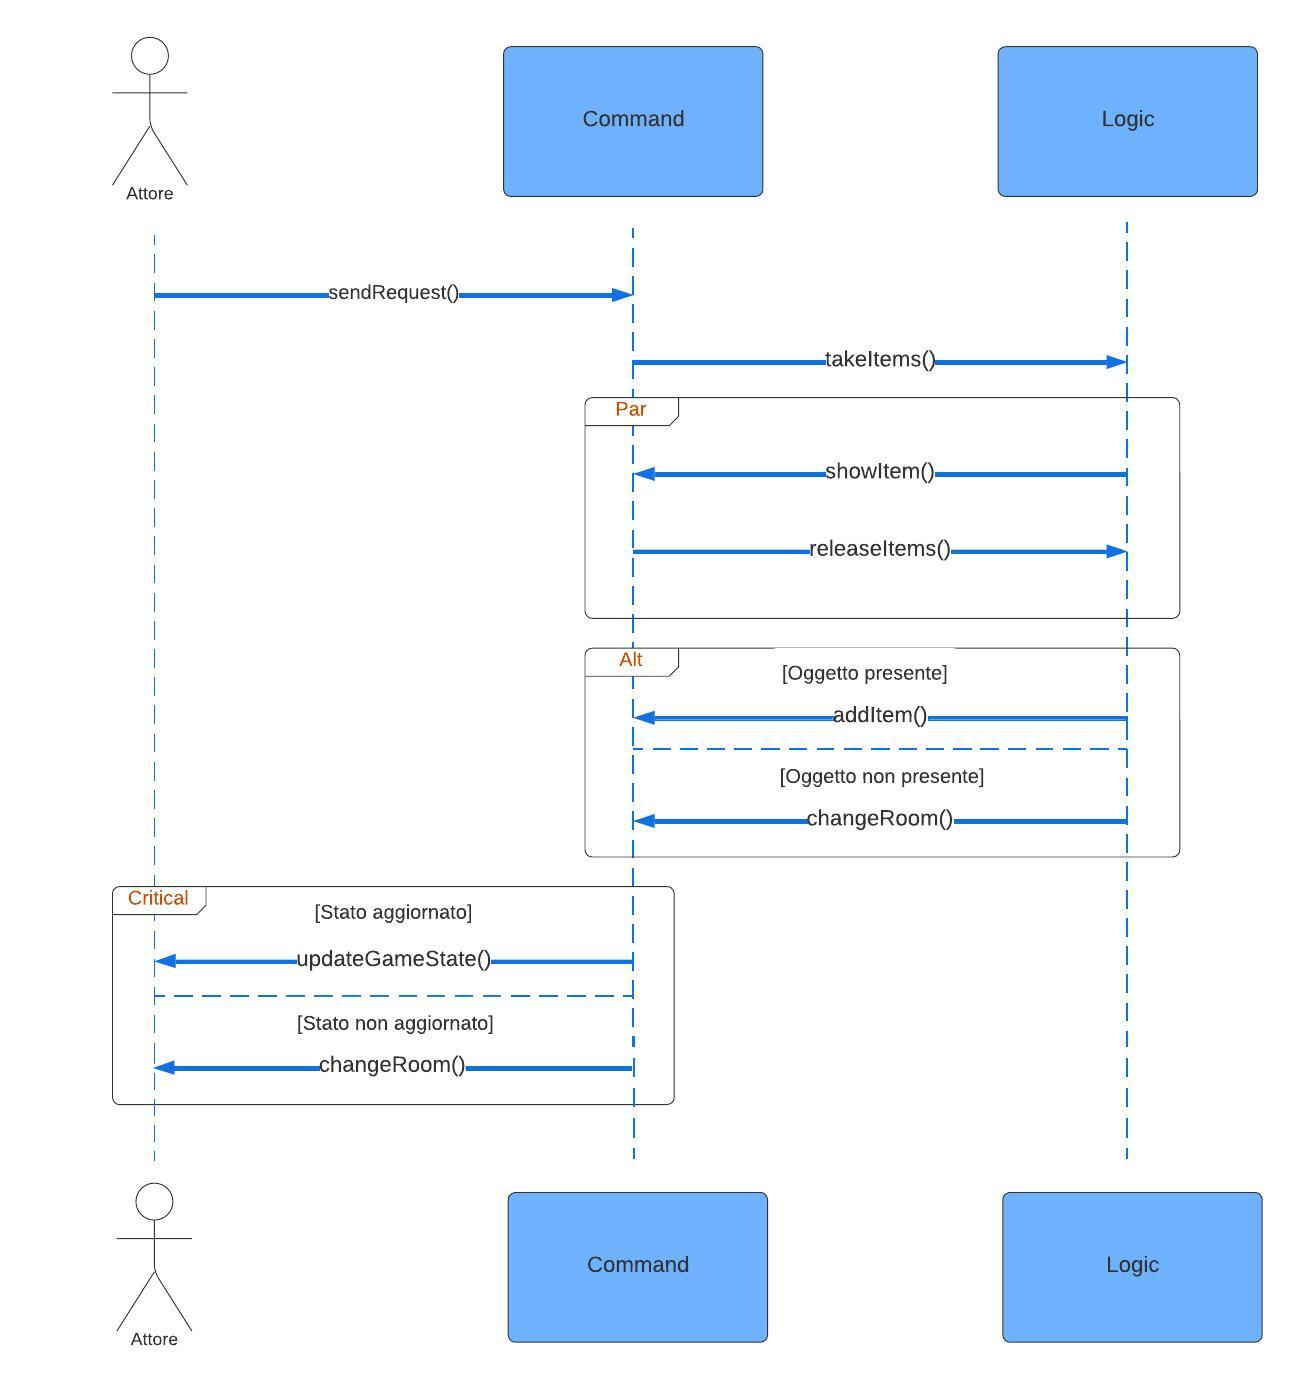 Attore
Command
Logic
sendRequest()
takeItems()
Par
showItem()
releaseItems()
Alt
[Oggetto presente]
addItem()
[Oggetto non presente]
changeRoom()
Critical
[Stato aggiornato]
updateGameState()
[Stato non aggiornato]
changeRoom()
Attore
Command
Logic